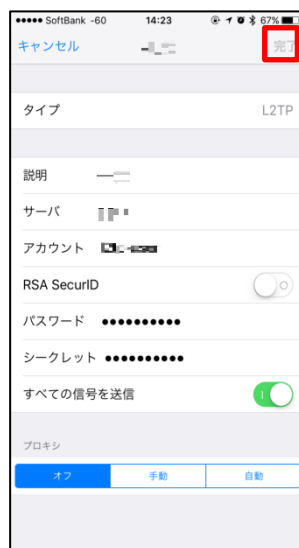 SoftBank -60 14:23 67%
キャンセル 完了
タイプ L2TP
説明
サーバ
アカウント
RSA SecurID
パスワード ●●●●●●●●●●
シークレット ●●●●●●●●●●
すべての信号を送信
プロキシ
オフ 手動 自動